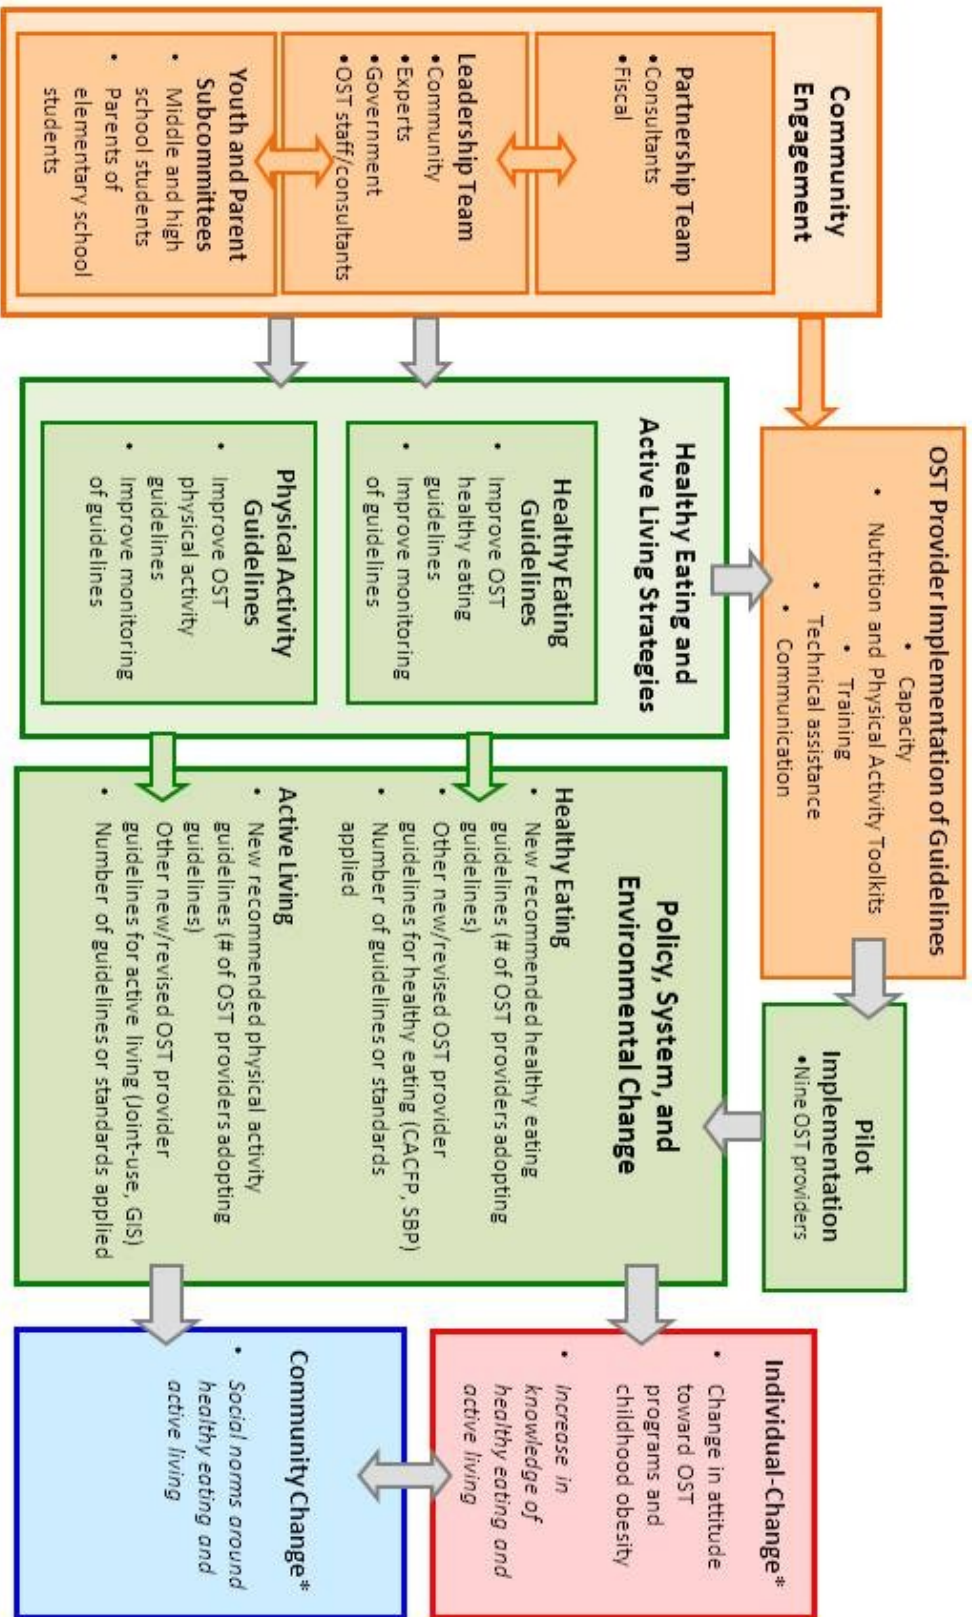 Community
Engagement
Partnership Team
•Consultants
•Fiscal
Leadership Team
•Community
•Experts
•Government
•OST staff/consultants
Youth and Parent
Subcommittees
• Middle and high
school students
• Parents of
elementary school
students
OST Provider Implementation of Guidelines
• Capacity
• Nutrition and Physical Activity Toolkits
• Training
• Technical assistance
• Communication
Healthy Eating and
Active Living Strategies
Healthy Eating
Guidelines
• Improve OST
healthy eating
guidelines
• Improve monitoring
of guidelines
Physical Activity
Guidelines
• Improve OST
physical activity
guidelines
• Improve monitoring
of guidelines
Pilot
Implementation
•Nine OST providers
Policy, System, and
Environmental Change
Healthy Eating
• New recommended healthy eating
guidelines (# of OST providers adopting
guidelines)
• Other new/revised OST provider
guidelines for healthy eating (CACFP, SBP)
• Number of guidelines or standards
applied
Active Living
• New recommended physical activity
guidelines (# of OST providers adopting
guidelines)
• Other new/revised OST provider
guidelines for active living (Joint-use, GIS)
• Number of guidelines or standards applied
Individual-Change*
• Change in attitude
toward OST
programs and
childhood obesity
• Increase in
knowledge of
healthy eating and
active living
Community Change*
• Social norms around
healthy eating and
active living